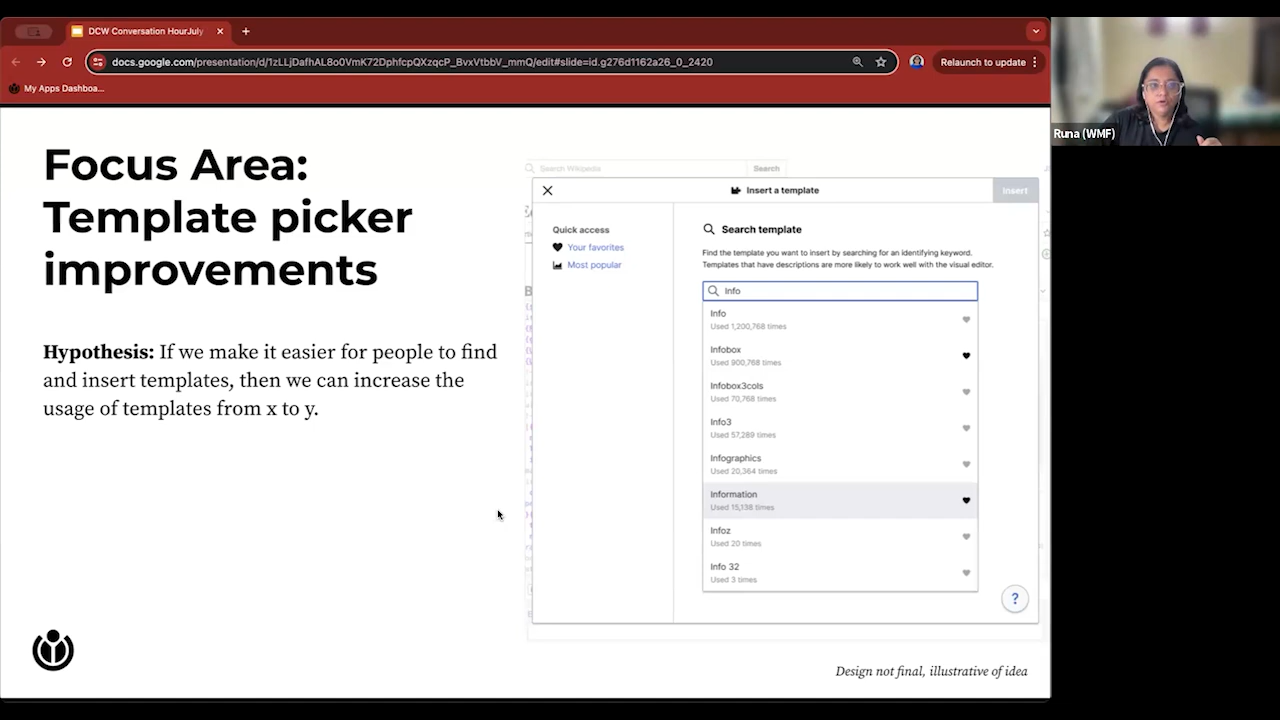 DCW Conversation HourJuly
docs.google.com/presentation/d/1zLLjDafhAL8o0VmK72DphfcpQXzqcP_BvxVtbbV_mmQ/edit#slide=id.g276d1162a26_0_2420
Relaunch to update
My Apps Dashboa...
Runa (WMF)
Focus Area:
Template picker
improvements
Hypothesis: If we make it easier for people to find
and insert templates, then we can increase the
usage of templates from x to y.
Search Wikipedia
Search
Insert a template
Insert
Quick access
Your favorites
Most popular
Search template
Find the template you want to insert by searching for an identifying keyword.
Templates that have descriptions are more likely to work well with the visual editor.
Info
Info
Used 1,200,768 times
Infobox
Used 900,768 times
Infobox3cols
Used 70,768 times
Info3
Used 57,289 times
Infographics
Used 20,364 times
Information
Used 15,138 times
Infoz
Used 20 times
Info 32
Used 3 times
?
Design not final, illustrative of idea